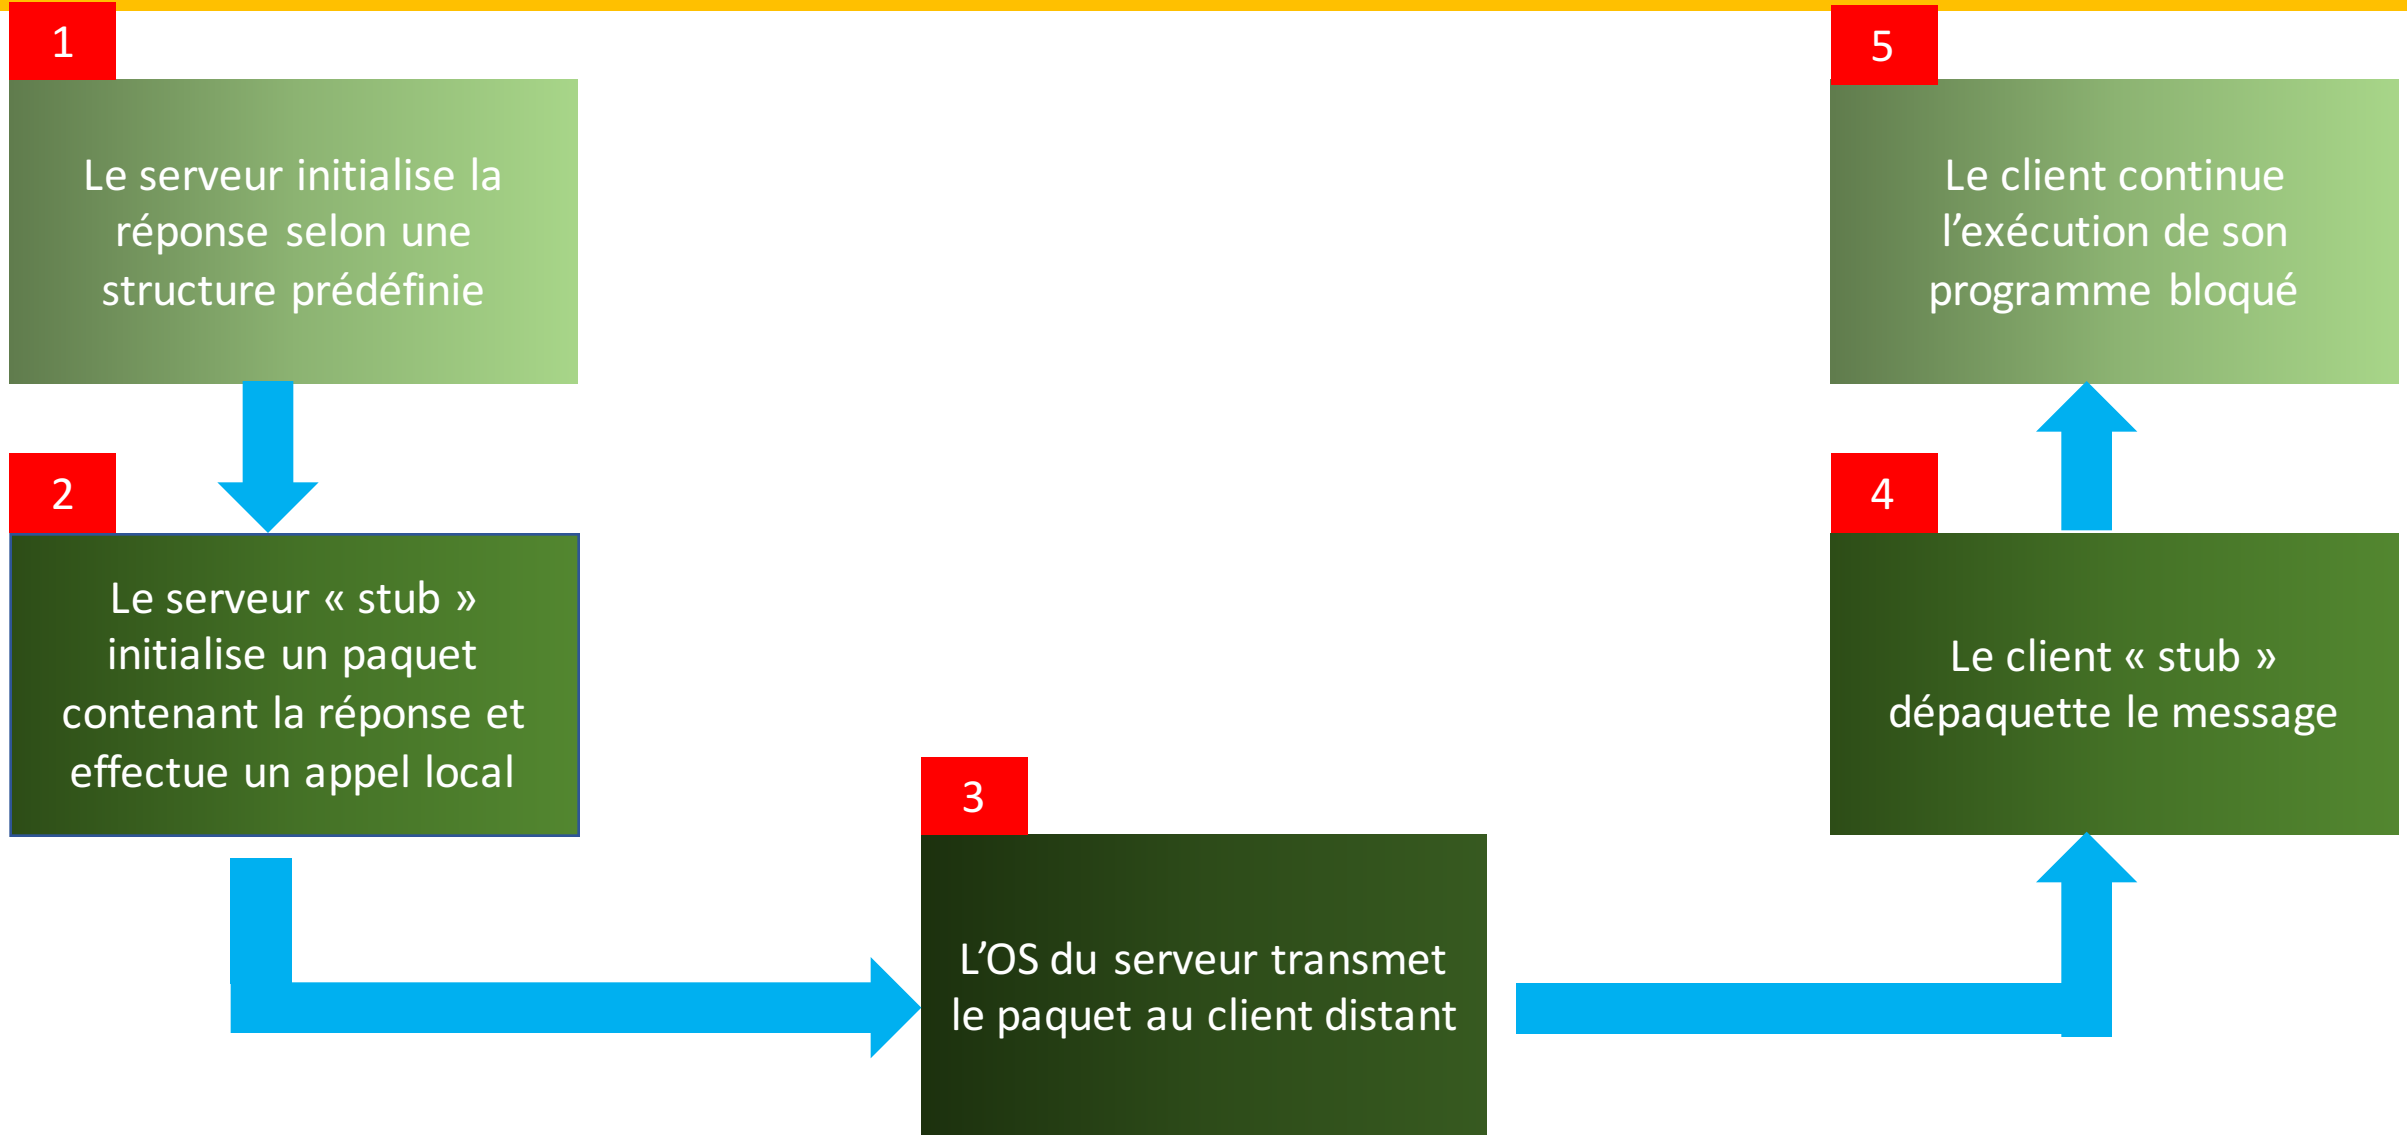 1
Le serveur initialise la
réponse selon une
structure prédéfinie
2
Le serveur « stub »
initialise un paquet
contenant la réponse et
effectue un appel local
3
L’OS du serveur transmet
le paquet au client distant
4
Le client « stub »
dépaquette le message
5
Le client continue
l’exécution de son
programme bloqué